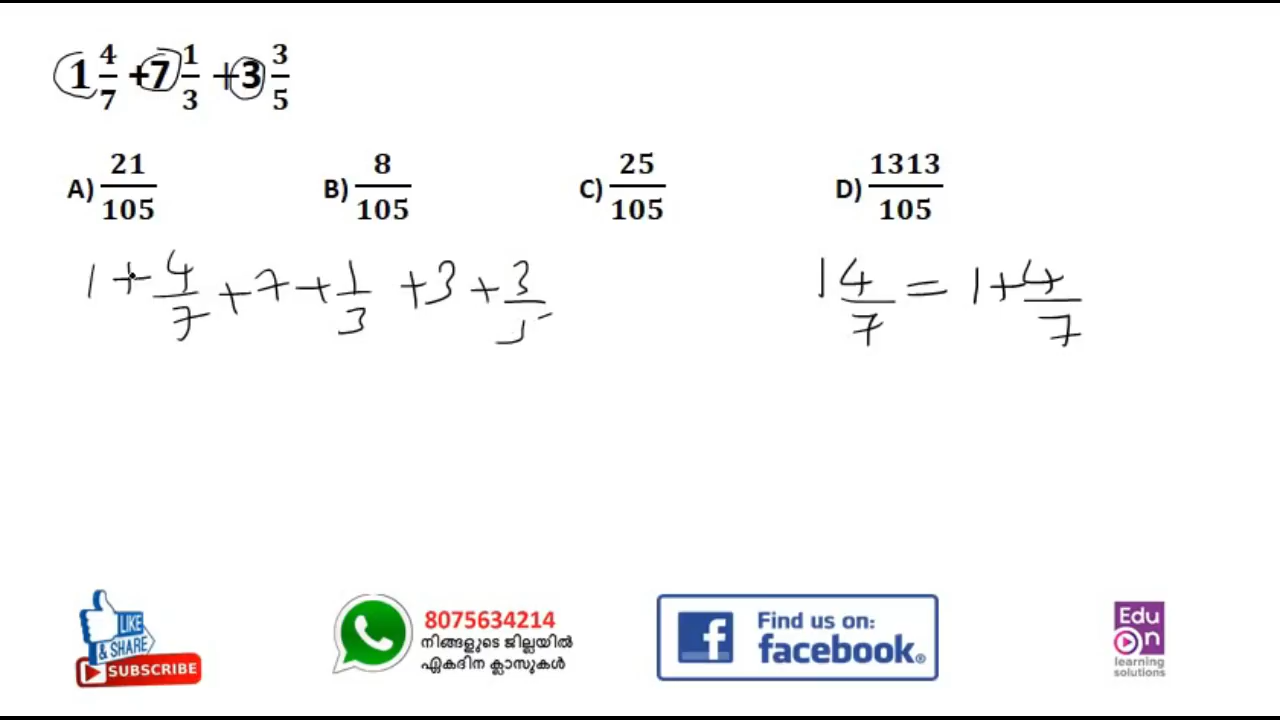 1 4/7 + 7 1/3 + 3 3/5
A) 21/105 B) 8/105 C) 25/105 D) 1313/105
1 + 4/7 + 7 + 1/3 + 3 + 3/5 1 4/7 = 1 + 4/7
LIKE & SHARE
SUBSCRIBE
8075634214
നിങ്ങളുടെ ജില്ലയിൽ
ഏകദിന ക്ലാസുകൾ
Find us on:
facebook®
Edu
On
learning
solutions